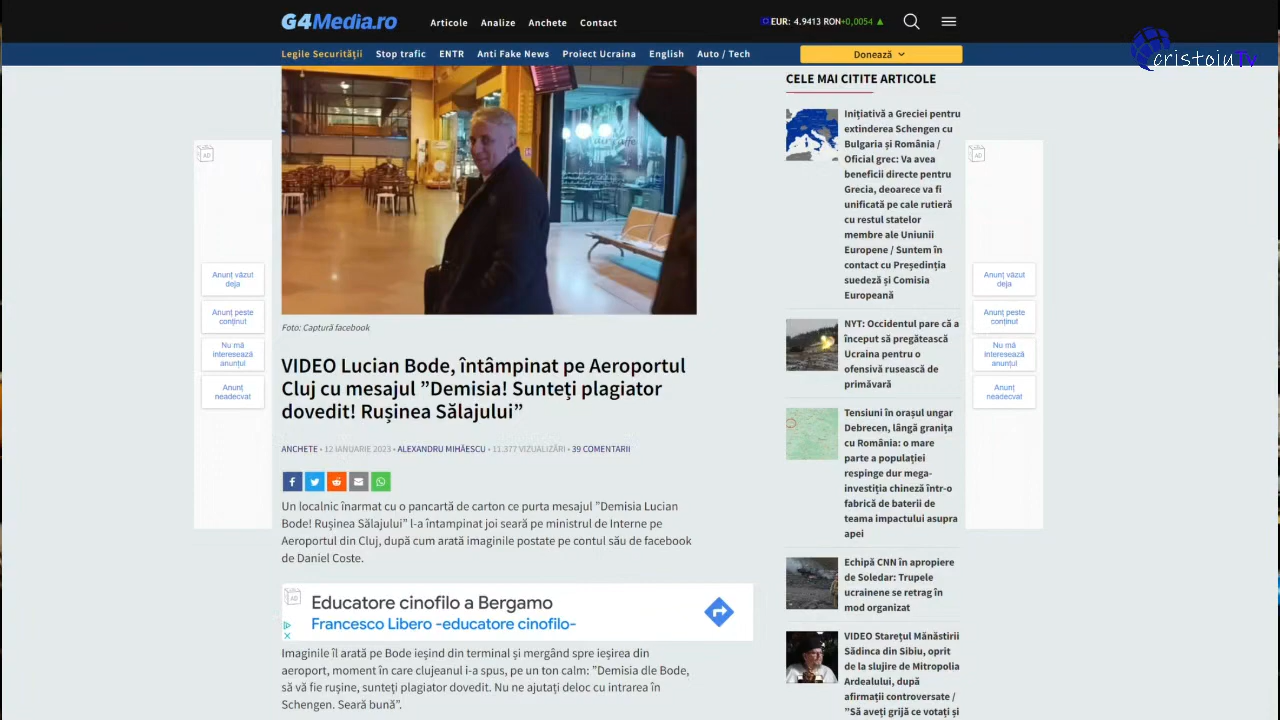 G4Media.ro
Articole Analize Anchete Contact
EUR: 4.9413 RON+0,0054 ▲
Legile Securității Stop trafic ENTR Anti Fake News Proiect Ucraina English Auto / Tech
Donează
cristoiuTv
CELE MAI CITITE ARTICOLE
Inițiativă a Greciei pentru
extinderea Schengen cu
Bulgaria și România /
Oficial grec: Va avea
beneficii directe pentru
Grecia, deoarece va fi
unificată pe cale rutieră
cu restul statelor
membre ale Uniunii
Europene / Suntem în
contact cu Președinția
suedeză și Comisia
Europeană
NYT: Occidentul pare că a
început să pregătească
Ucraina pentru o
ofensivă rusească de
primăvară
Tensiuni în orașul ungar
Debrecen, lângă granița
cu România: o mare
parte a populației
respinge dur mega-
investiția chineză într-o
fabrică de baterii de
teama impactului asupra
apei
Echipă CNN în apropiere
de Soledar: Trupele
ucrainene se retrag în
mod organizat
VIDEO Starețul Mănăstirii
Sădinca din Sibiu, oprit
de la slujire de Mitropolia
Ardealului, după
afirmații controversate /
”Să aveți grijă ce votați și
AD
Anunț văzut
deja
Anunț peste
conținut
Nu mă
interesează
anunțul
Anunț
neadecvat
AD
Anunț văzut
deja
Anunț peste
conținut
Nu mă
interesează
anunțul
Anunț
neadecvat
Foto: Captură facebook
VIDEO Lucian Bode, întâmpinat pe Aeroportul
Cluj cu mesajul ”Demisia! Sunteți plagiator
dovedit! Rușinea Sălajului”
ANCHETE • 12 IANUARIE 2023 • ALEXANDRU MIHĂESCU • 11.377 VIZUALIZĂRI • 39 COMENTARII
Un localnic înarmat cu o pancartă de carton ce purta mesajul ”Demisia Lucian
Bode! Rușinea Sălajului” l-a întampinat joi seară pe ministrul de Interne pe
Aeroportul din Cluj, după cum arată imaginile postate pe contul său de facebook
de Daniel Coste.
AD
Educatore cinofilo a Bergamo
Francesco Libero -educatore cinofilo-
Imaginile îl arată pe Bode ieșind din terminal și mergând spre ieșirea din
aeroport, moment în care clujeanul i-a spus, pe un ton calm: ”Demisia dle Bode,
să vă fie rușine, sunteți plagiator dovedit. Nu ne ajutați deloc cu intrarea în
Schengen. Seară bună”.